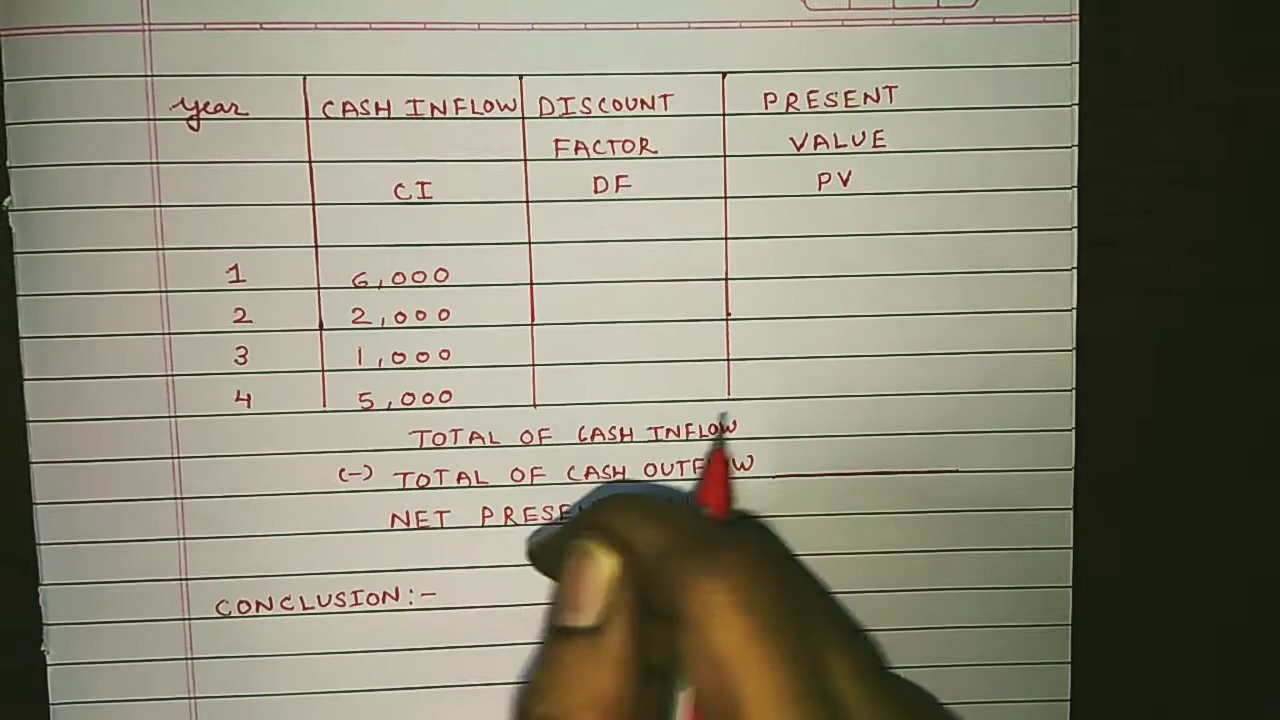 year CASH INFLOW DISCOUNT PRESENT
FACTOR VALUE
CI DF PV
1 6,000
2 2,000
3 1,000
4 5,000
TOTAL OF CASH INFLOW
(-) TOTAL OF CASH
NET
CONCLUSION:-